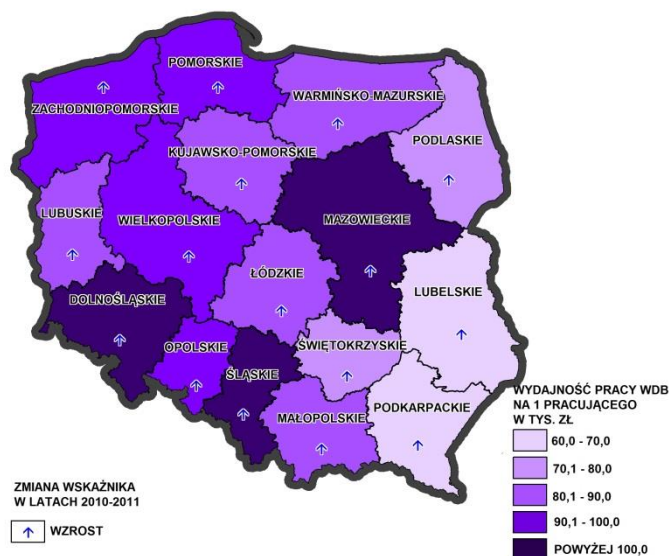 POMORSKIE
WARMIŃSKO-MAZURSKIE
ZACHODNIOPOMORSKIE
PODLASKIE
KUJAWSKO-POMORSKIE
LUBUSKIE
WIELKOPOLSKIE
MAZOWIECKIE
ŁÓDZKIE
LUBELSKIE
DOLNOŚLĄSKIE
OPOLSKIE
ŚLĄSKIE
ŚWIĘTOKRZYSKIE
MAŁOPOLSKIE
PODKARPACKIE
WYDAJNOŚĆ PRACY WDB
NA 1 PRACUJĄCEGO
W TYS. ZŁ
60,0 - 70,0
70,1 - 80,0
80,1 - 90,0
90,1 - 100,0
POWYŻEJ 100,0
ZMIANA WSKAŹNIKA
W LATACH 2010-2011
WZROST